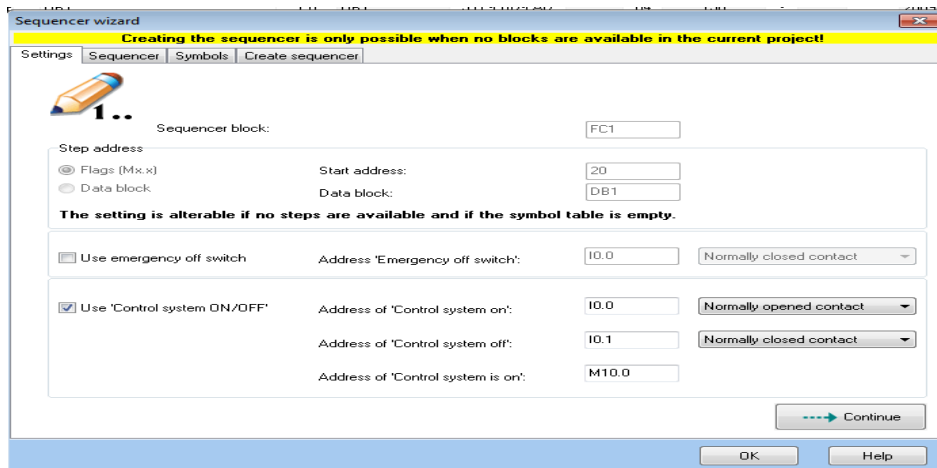 Sequencer wizard
Creating the sequencer is only possible when no blocks are available in the current project!
Settings Sequencer Symbols Create sequencer
1..
Sequencer block: FC1
Step address
Flags (Mx.x) Start address: 20
Data block Data block: DB1
The setting is alterable if no steps are available and if the symbol table is empty.
Use emergency off switch Address 'Emergency off switch': I0.0 Normally closed contact
Use 'Control system ON/OFF' Address of 'Control system on': I0.0 Normally opened contact
Address of 'Control system off': I0.1 Normally closed contact
Address of 'Control system is on': M10.0
Continue
OK Help